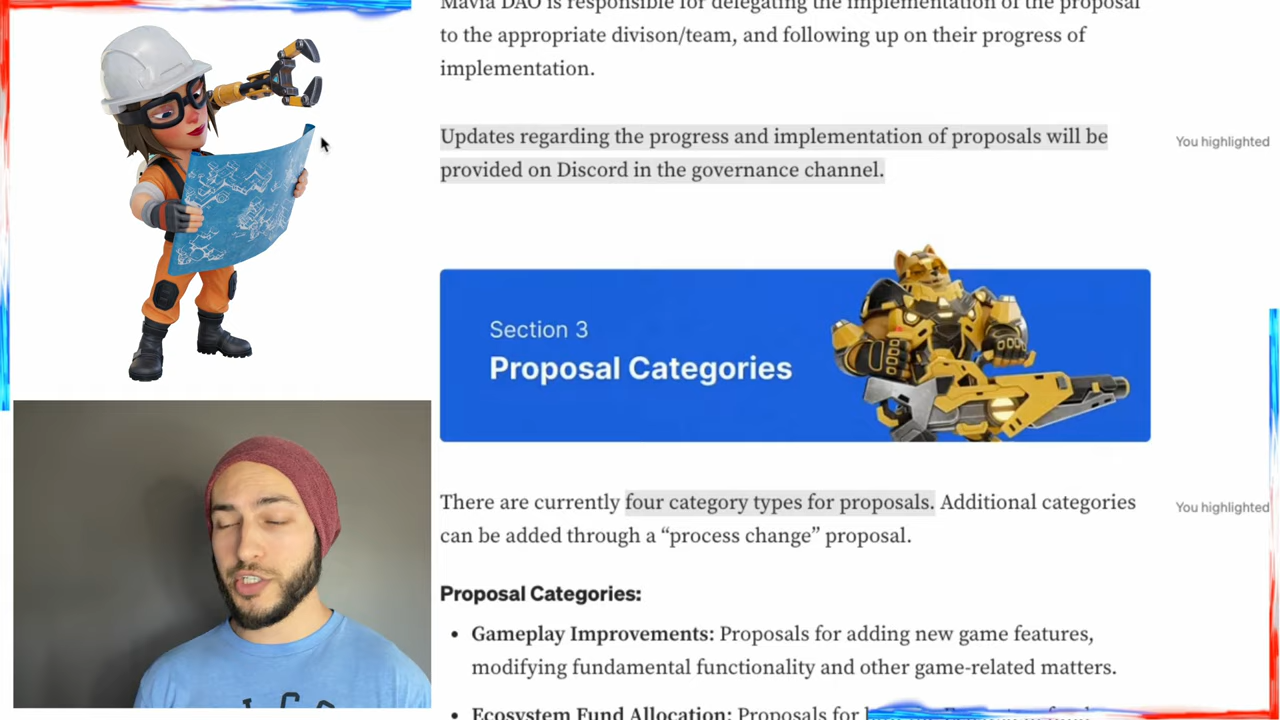 Mavia DAO is responsible for delegating the implementation of the proposal
to the appropriate divison/team, and following up on their progress of
implementation.
Updates regarding the progress and implementation of proposals will be
provided on Discord in the governance channel.
You highlighted
Section 3
Proposal Categories
There are currently four category types for proposals. Additional categories
can be added through a “process change” proposal.
You highlighted
Proposal Categories:
• Gameplay Improvements: Proposals for adding new game features,
modifying fundamental functionality and other game-related matters.
• Ecosystem Fund Allocation: Proposals for